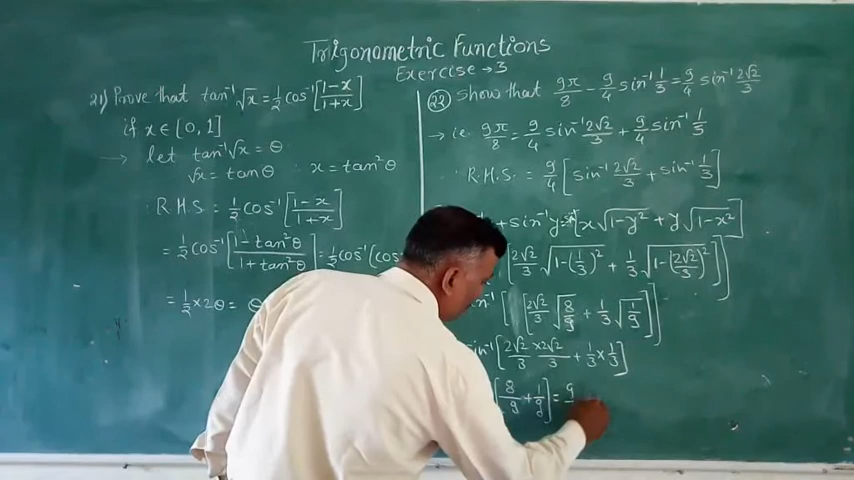 Trigonometric Functions
Exercise → 3
21) Prove that tan⁻¹ √x = 1/2 cos⁻¹ [1-x / 1+x]
if x ∈ [0, 1]
→ let tan⁻¹ √x = θ
√x = tan θ ∴ x = tan²θ
R.H.S = 1/2 cos⁻¹ [1-x / 1+x]
= 1/2 cos⁻¹ [1-tan²θ / 1+tan²θ] = 1/2 cos⁻¹ (cos
= 1/2 × 2θ = θ
22) show that 9π/8 - 9/4 sin⁻¹ 1/3 = 9/4 sin⁻¹ 2√2/3
→ i.e. 9π/8 = 9/4 sin⁻¹ 2√2/3 + 9/4 sin⁻¹ 1/3
R.H.S. = 9/4 [sin⁻¹ 2√2/3 + sin⁻¹ 1/3]
+ sin⁻¹ y = [x√1-y² + y√1-x²]
[2√2/3 √1-(1/3)² + 1/3 √1-(2√2/3)²]]
[2√2/3 √8/9 + 1/3 √1/9]]
[2√2/3 × 2√2/3 + 1/3 × 1/3]
[8/9 + 1/9] = 9